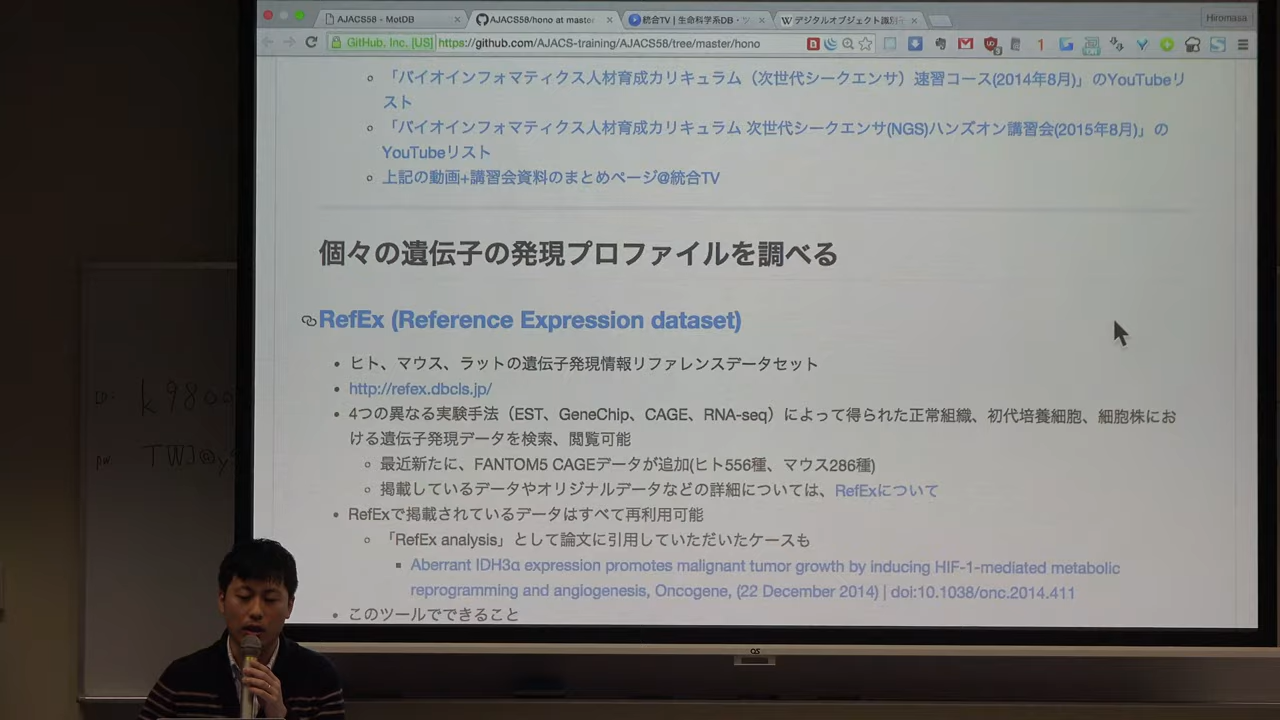 AJACS58 - MotDB
AJACS58/hono at master
統合TV | 生命科学系DB・
デジタルオブジェクト識別子
Hiromasa
GitHub, Inc. [US] https://github.com/AJACS-training/AJACS58/tree/master/hono
「バイオインフォマティクス人材育成カリキュラム（次世代シークエンサ）速習コース(2014年8月)」のYouTubeリ
スト
「バイオインフォマティクス人材育成カリキュラム 次世代シークエンサ(NGS)ハンズオン講習会(2015年8月)」の
YouTubeリスト
上記の動画+講習会資料のまとめページ@統合TV
個々の遺伝子の発現プロファイルを調べる
RefEx (Reference Expression dataset)
ヒト、マウス、ラットの遺伝子発現情報リファレンスデータセット
http://refex.dbcls.jp/
4つの異なる実験手法（EST、GeneChip、CAGE、RNA-seq）によって得られた正常組織、初代培養細胞、細胞株にお
ける遺伝子発現データを検索、閲覧可能
最近新たに、FANTOM5 CAGEデータが追加(ヒト556種、マウス286種)
掲載しているデータやオリジナルデータなどの詳細については、RefExについて
RefExで掲載されているデータはすべて再利用可能
「RefEx analysis」として論文に引用していただいたケースも
Aberrant IDH3α expression promotes malignant tumor growth by inducing HIF-1-mediated metabolic
reprogramming and angiogenesis, Oncogene, (22 December 2014) | doi:10.1038/onc.2014.411
このツールでできること